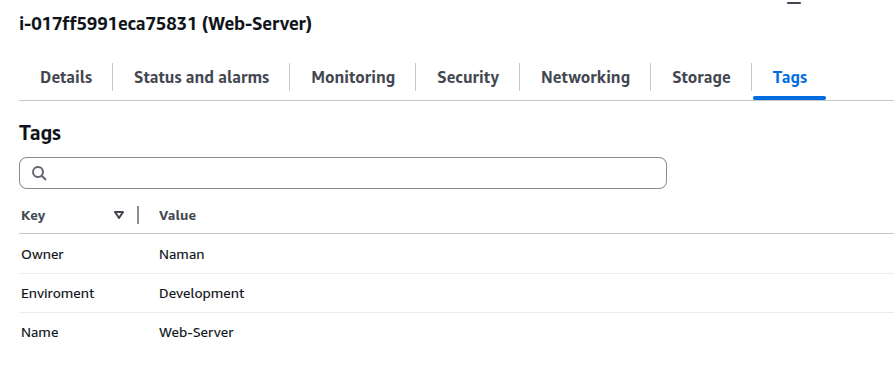 i-017ff5991eca75831 (Web-Server)
Details Status and alarms Monitoring Security Networking Storage Tags
Tags
Key Value
Owner Naman
Enviroment Development
Name Web-Server